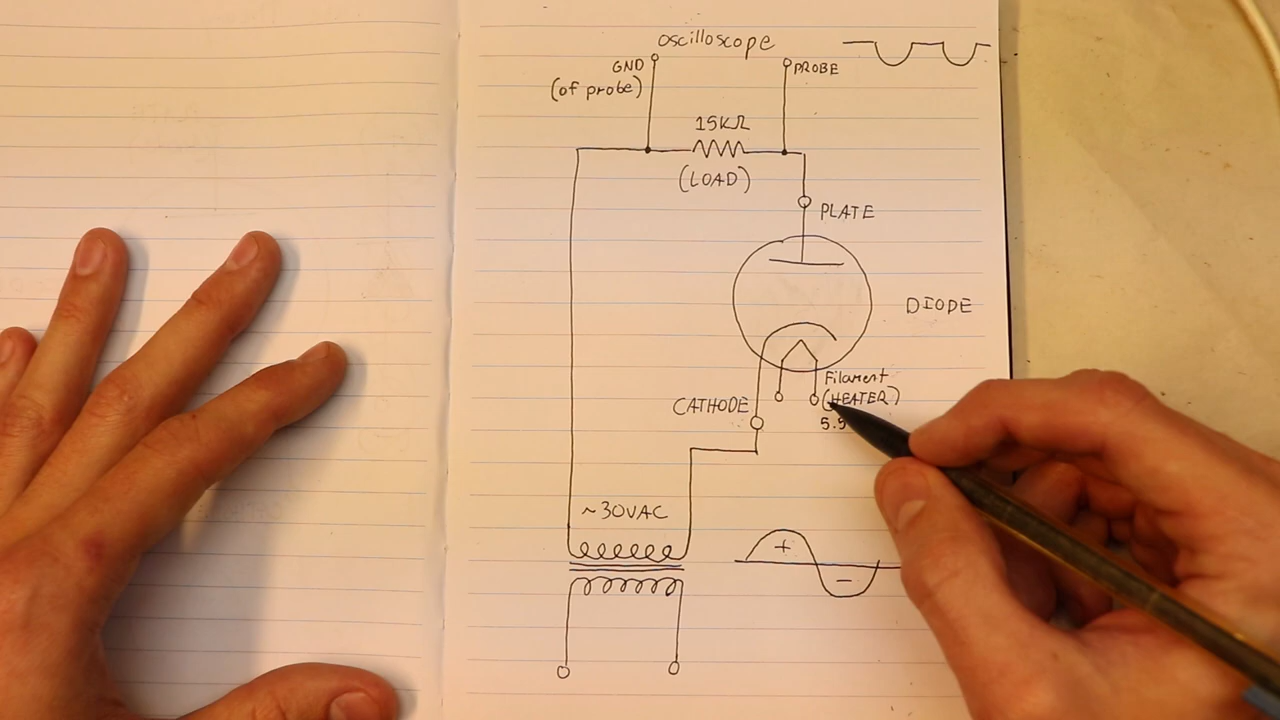 oscilloscope
GND
(of probe)
PROBE
15KΩ
(LOAD)
PLATE
DIODE
Filament
(HEATER)
CATHODE
~30VAC
+
−